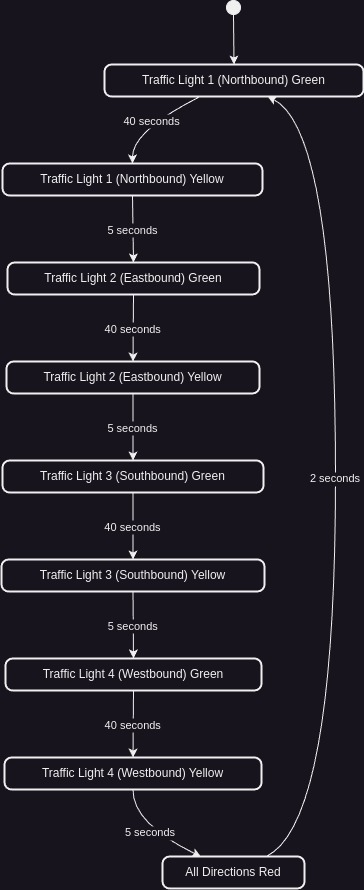 Traffic Light 1 (Northbound) Green
40 seconds
Traffic Light 1 (Northbound) Yellow
5 seconds
Traffic Light 2 (Eastbound) Green
40 seconds
Traffic Light 2 (Eastbound) Yellow
5 seconds
Traffic Light 3 (Southbound) Green
2 seconds
40 seconds
Traffic Light 3 (Southbound) Yellow
5 seconds
Traffic Light 4 (Westbound) Green
40 seconds
Traffic Light 4 (Westbound) Yellow
5 seconds
All Directions Red